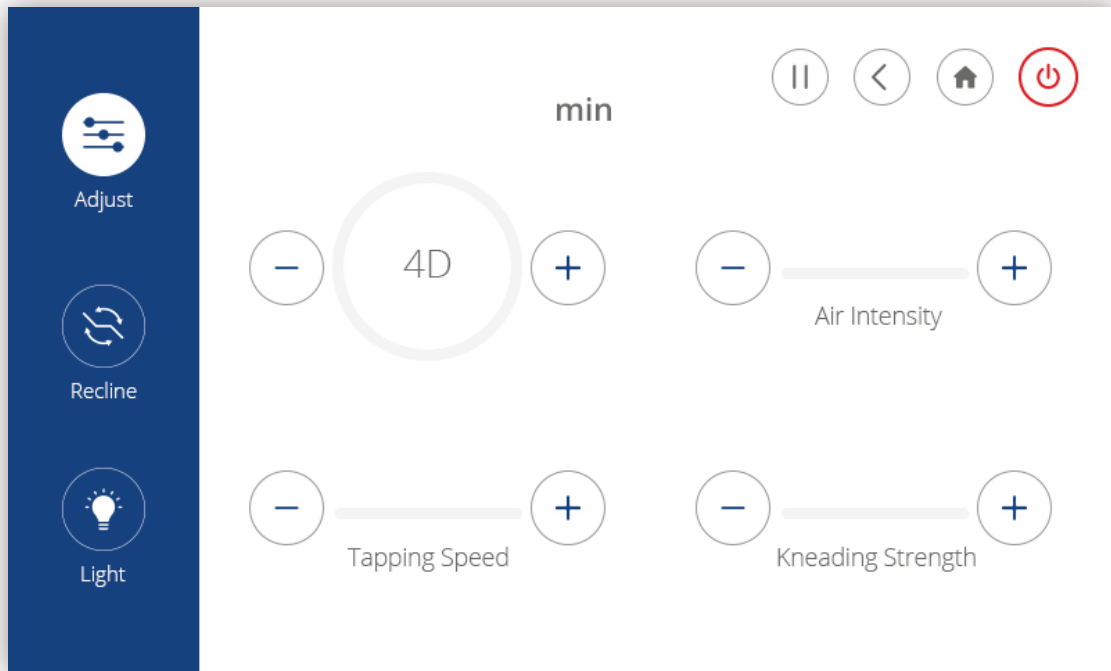 min
Adjust
4D
Air Intensity
Recline
Tapping Speed
Kneading Strength
Light